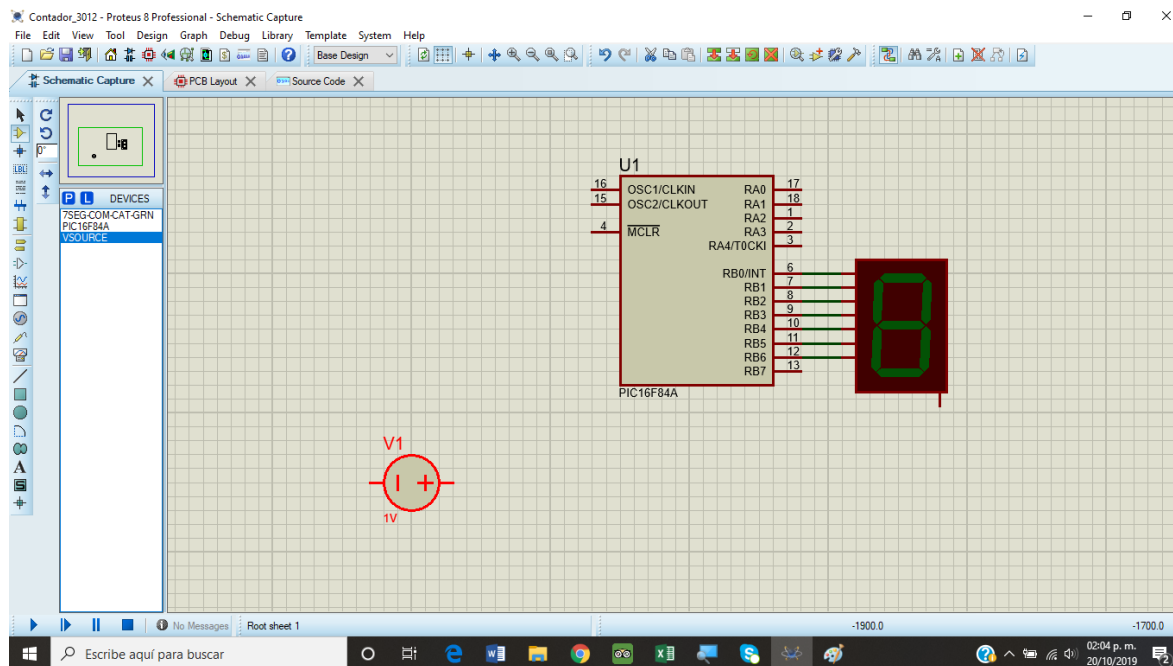 Contador_3012 - Proteus 8 Professional - Schematic Capture
File Edit View Tool Design Graph Debug Library Template System Help
Base Design
Schematic Capture PCB Layout Source Code
0°
LBL
P L DEVICES
7SEG-COM-CAT-GRN
PIC16F84A
VSOURCE
A
S
U1
16 OSC1/CLKIN RA0 17
15 OSC2/CLKOUT RA1 18
RA2 1
4 MCLR RA3 2
RA4/T0CKI 3
RB0/INT 6
RB1 7
RB2 8
RB3 9
RB4 10
RB5 11
RB6 12
RB7 13
PIC16F84A
V1
1V
No Messages Root sheet 1 -1900.0 -1700.0
Escribe aquí para buscar
02:04 p. m.
20/10/2019